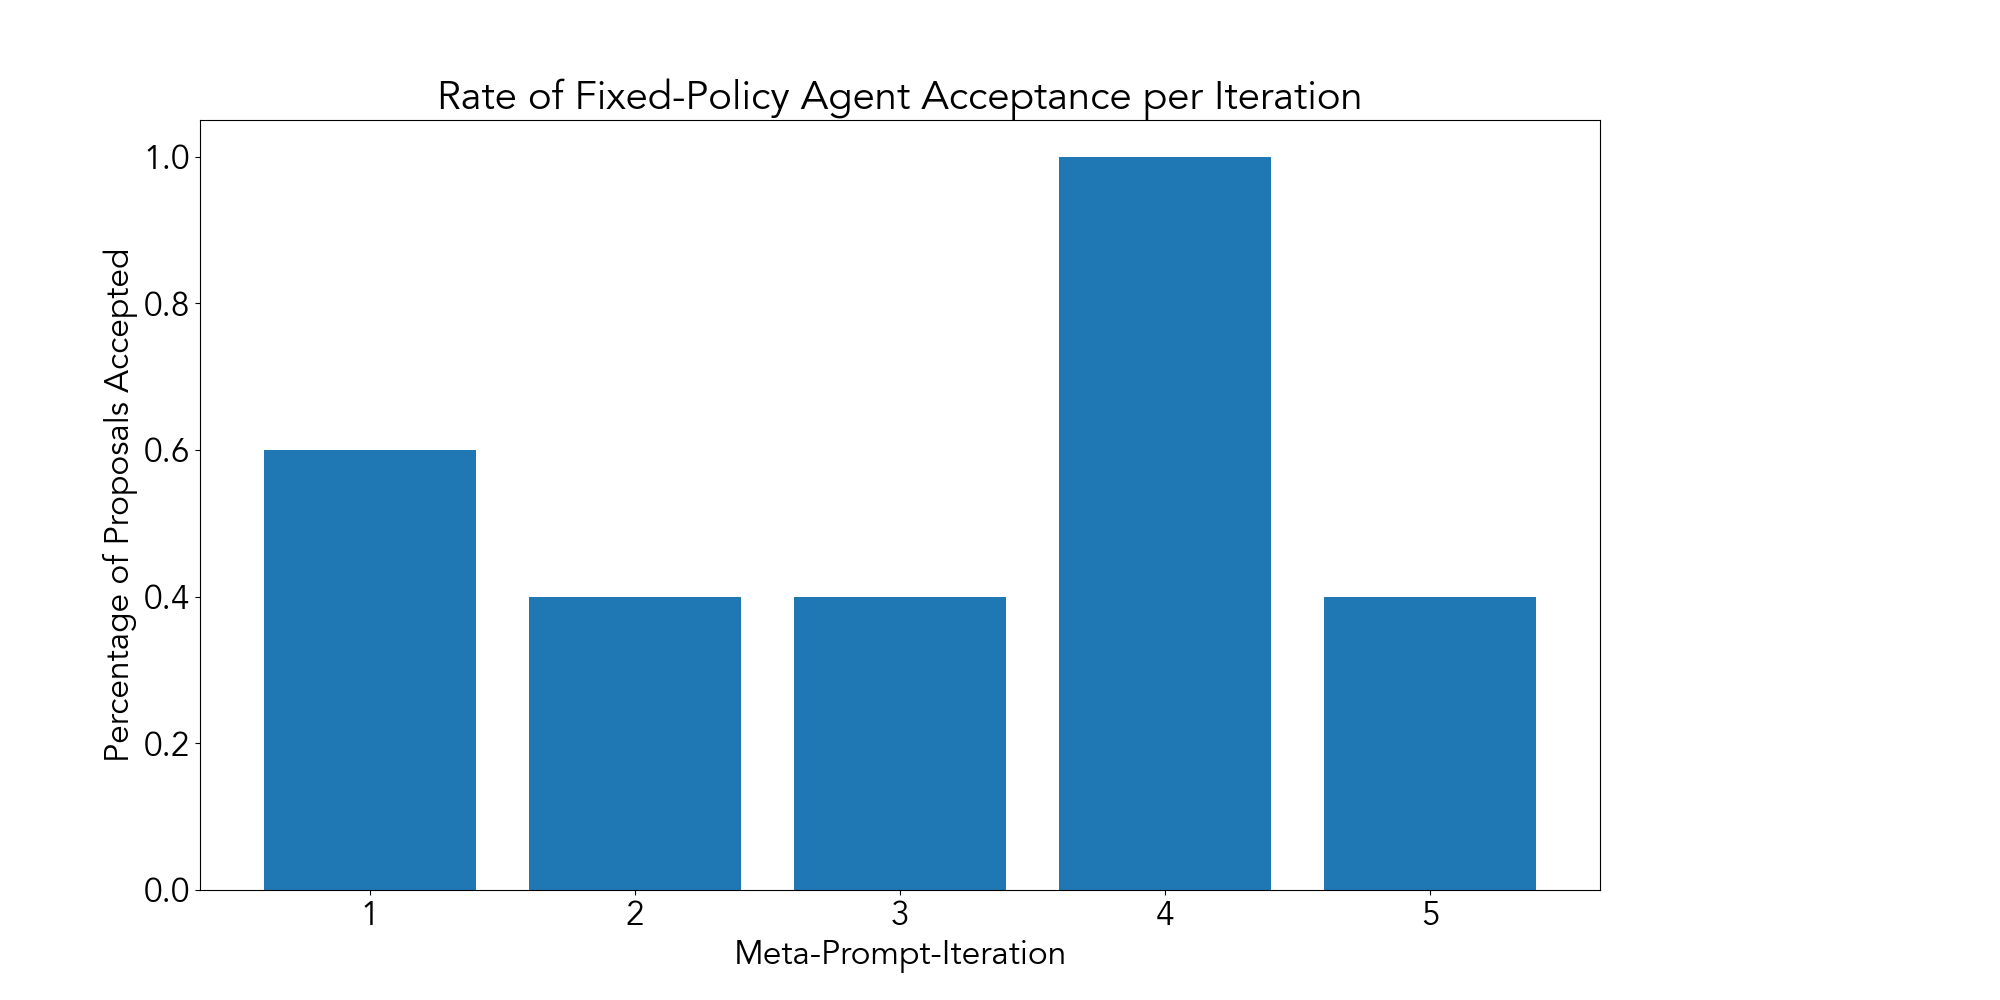 Rate of Fixed-Policy Agent Acceptance per Iteration
Percentage of Proposals Accepted
1.0
0.8
0.6
0.4
0.2
0.0
1 2 3 4 5
Meta-Prompt-Iteration